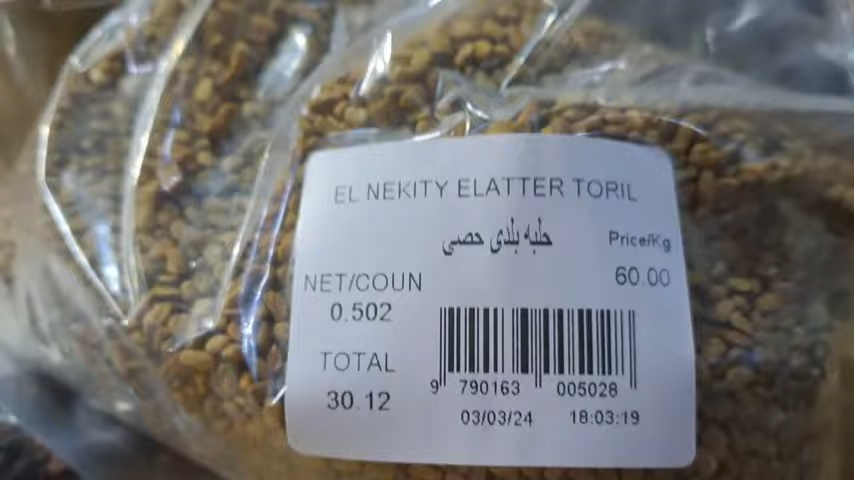 EL NEKITY ELATTER TORIL
حلبه بلدى حصى
Price/Kg
60.00
NET/COUN
0.502
TOTAL
30.12
9 790163 005028
03/03/24 18:03:19